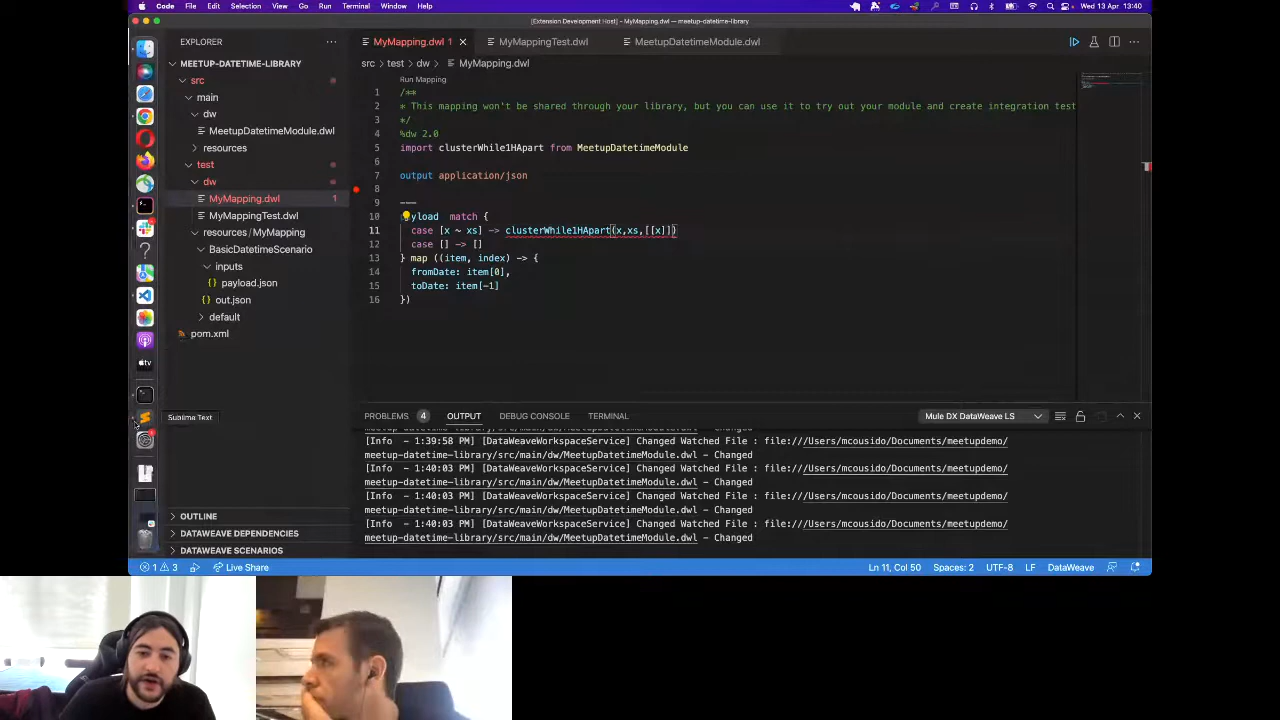 Code File Edit Selection View Go Run Terminal Window Help Wed 13 Apr 13:40
[Extension Development Host] - MyMapping.dwl — meetup-datetime-library
EXPLORER
MyMapping.dwl 1 MyMappingTest.dwl MeetupDatetimeModule.dwl
MEETUP-DATETIME-LIBRARY
src
main
dw
MeetupDatetimeModule.dwl
resources
test
dw
MyMapping.dwl 1
MyMappingTest.dwl
resources/MyMapping
BasicDatetimeScenario
inputs
payload.json
out.json
default
pom.xml
Sublime Text
tv
OUTLINE
DATAWEAVE DEPENDENCIES
DATAWEAVE SCENARIOS
src > test > dw > MyMapping.dwl
Run Mapping
1 /**
2 * This mapping won't be shared through your library, but you can use it to try out your module and create integration test
3 */
4 %dw 2.0
5 import clusterWhile1HApart from MeetupDatetimeModule
6
7 output application/json
8
9 ---
10 yload match {
11 case [x ~ xs] -> clusterWhile1HApart(x,xs,[[x]])
12 case [] -> []
13 } map ((item, index) -> {
14 fromDate: item[0],
15 toDate: item[-1]
16 })
PROBLEMS 4 OUTPUT DEBUG CONSOLE TERMINAL Mule DX DataWeave LS
meetup-datetime-library/src/main/dw/MeetupDatetimeModule.dwl - Changed
[Info - 1:39:58 PM] [DataWeaveWorkspaceService] Changed Watched File : file:///Users/mcousido/Documents/meetupdemo/
meetup-datetime-library/src/main/dw/MeetupDatetimeModule.dwl - Changed
[Info - 1:40:03 PM] [DataWeaveWorkspaceService] Changed Watched File : file:///Users/mcousido/Documents/meetupdemo/
meetup-datetime-library/src/main/dw/MeetupDatetimeModule.dwl - Changed
[Info - 1:40:03 PM] [DataWeaveWorkspaceService] Changed Watched File : file:///Users/mcousido/Documents/meetupdemo/
meetup-datetime-library/src/main/dw/MeetupDatetimeModule.dwl - Changed
[Info - 1:40:03 PM] [DataWeaveWorkspaceService] Changed Watched File : file:///Users/mcousido/Documents/meetupdemo/
meetup-datetime-library/src/main/dw/MeetupDatetimeModule.dwl - Changed
1 3 Live Share Ln 11, Col 50 Spaces: 2 UTF-8 LF DataWeave